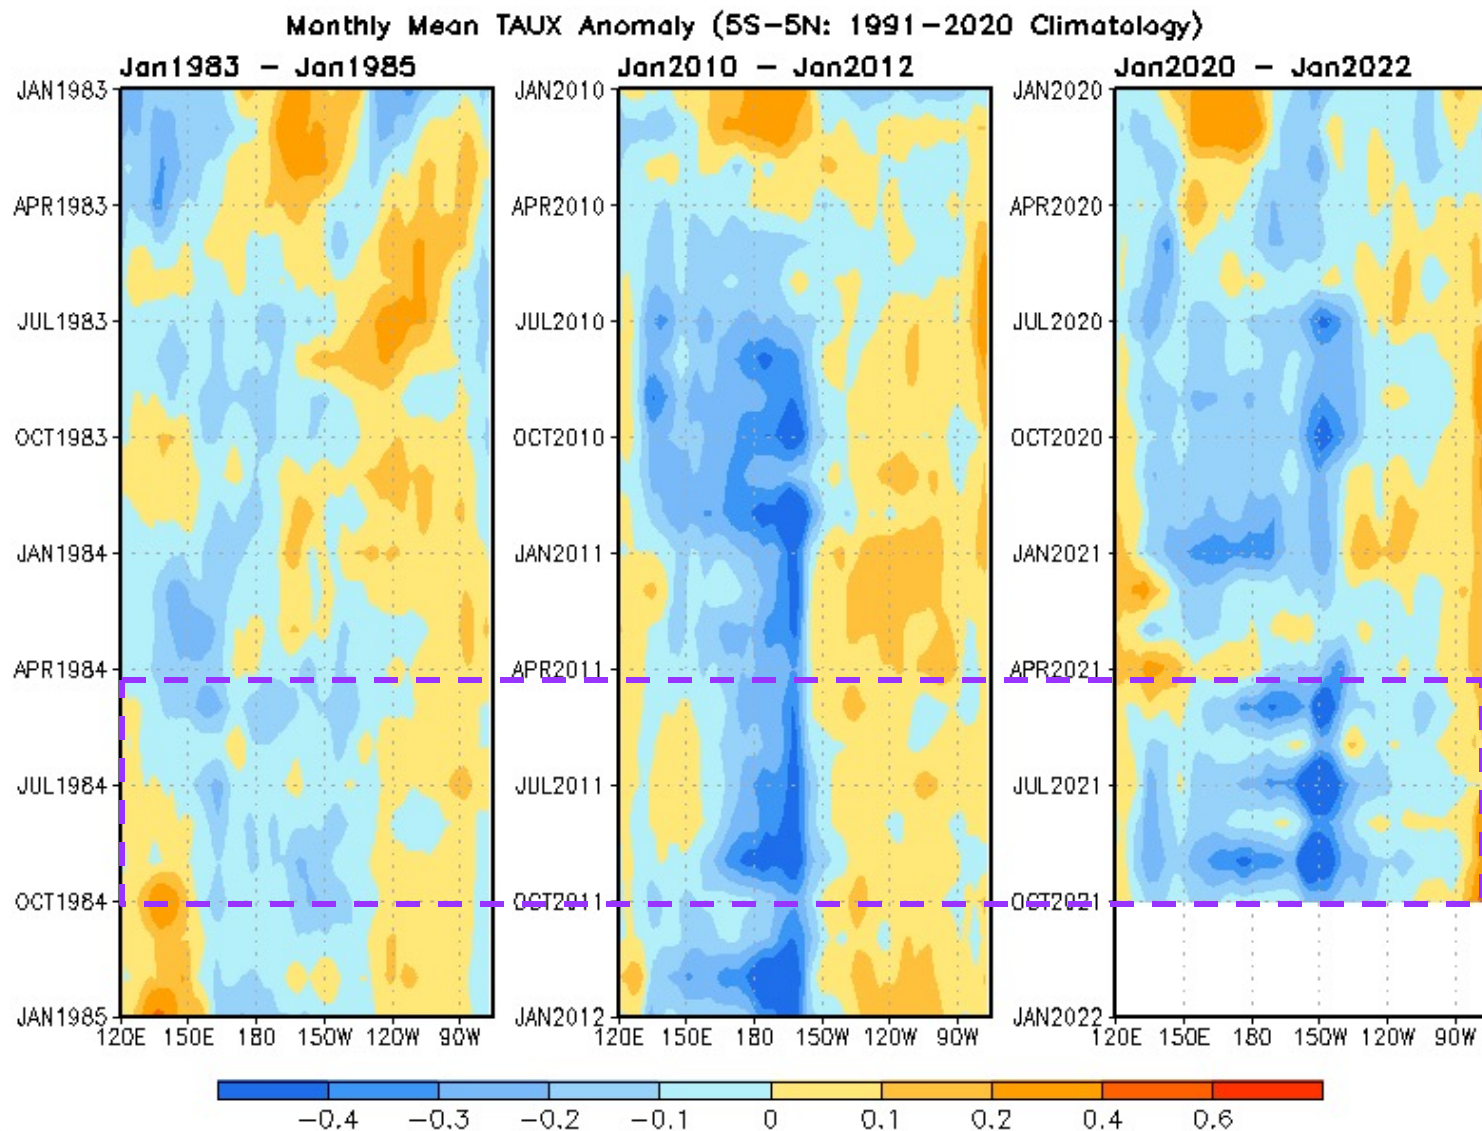 Monthly Mean TAUX Anomaly (5S-5N: 1991-2020 Climatology)
Jan1983 - Jan1985
Jan2010 - Jan2012
Jan2020 - Jan2022
JAN1983
APR1983
JUL1983
OCT1983
JAN1984
APR1984
JUL1984
OCT1984
JAN1985
120E 150E 180 150W 120W 90W
JAN2010
APR2010
JUL2010
OCT2010
JAN2011
APR2011
JUL2011
OCT2011
JAN2012
120E 150E 180 150W 120W 90W
JAN2020
APR2020
JUL2020
OCT2020
JAN2021
APR2021
JUL2021
OCT2021
JAN2022
120E 150E 180 150W 120W 90W
-0.4 -0.3 -0.2 -0.1 0 0.1 0.2 0.4 0.6